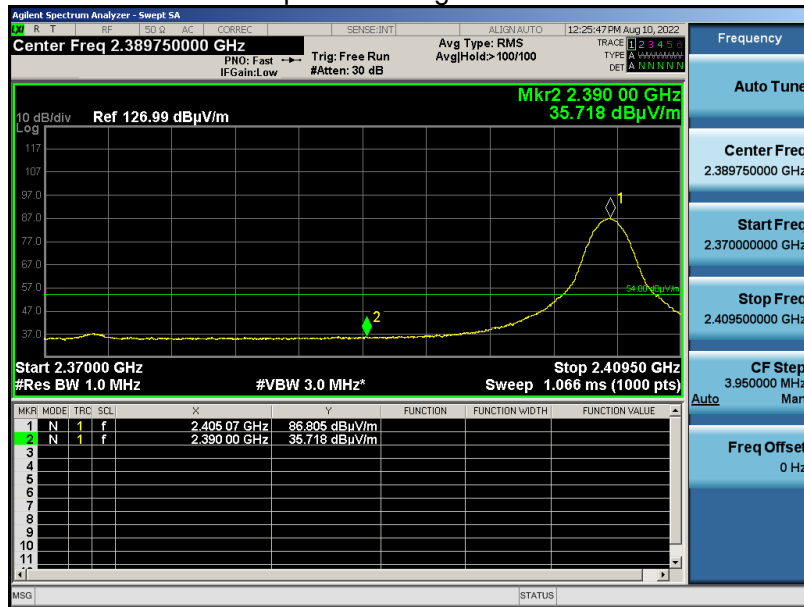 Agilent Spectrum Analyzer - Swept SA
LXI R T RF 50 Ω AC CORREC SENSE:INT ALIGN AUTO 12:25:47 PM Aug 10, 2022
Center Freq 2.389750000 GHz Avg Type: RMS TRACE 1 2 3 4 5 6 Frequency
PNO: Fast Trig: Free Run Avg|Hold:>100/100 TYPE A
IFGain:Low #Atten: 30 dB DET A N N N N N
Auto Tune
Mkr2 2.390 00 GHz
10 dB/div Ref 126.99 dBµV/m 35.718 dBµV/m
Log
117
Center Freq
107
2.389750000 GHz
97.0
1
87.0
Start Freq
77.0
2.370000000 GHz
67.0
57.0
54.00 dBµV/m
Stop Freq
47.0
2.409500000 GHz
2
37.0
Start 2.37000 GHz Stop 2.40950 GHz
CF Step
#Res BW 1.0 MHz #VBW 3.0 MHz* Sweep 1.066 ms (1000 pts)
3.950000 MHz
Auto Man
MKR MODE TRC SCL X Y FUNCTION FUNCTION WIDTH FUNCTION VALUE
1 N 1 f 2.405 07 GHz 86.805 dBµV/m
2 N 1 f 2.390 00 GHz 35.718 dBµV/m
3
Freq Offset
4
0 Hz
5
6
7
8
9
10
11
MSG STATUS